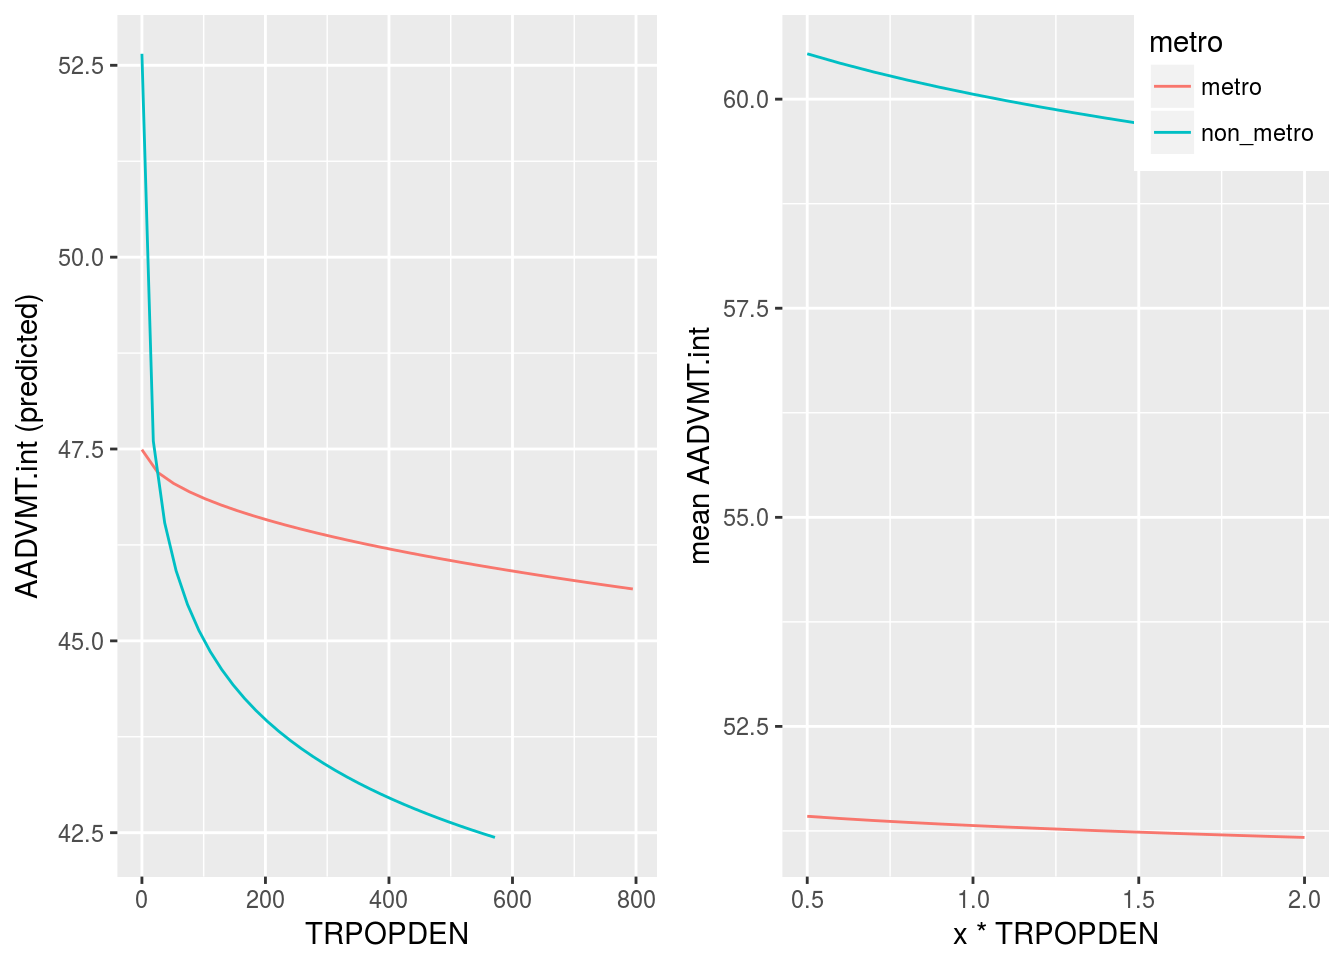 AADVMT.int (predicted)
52.5
50.0
47.5
45.0
42.5
0 200 400 600 800
TRPOPDEN
mean AADVMT.int
60.0
57.5
55.0
52.5
0.5 1.0 1.5 2.0
x * TRPOPDEN
metro
metro
non_metro